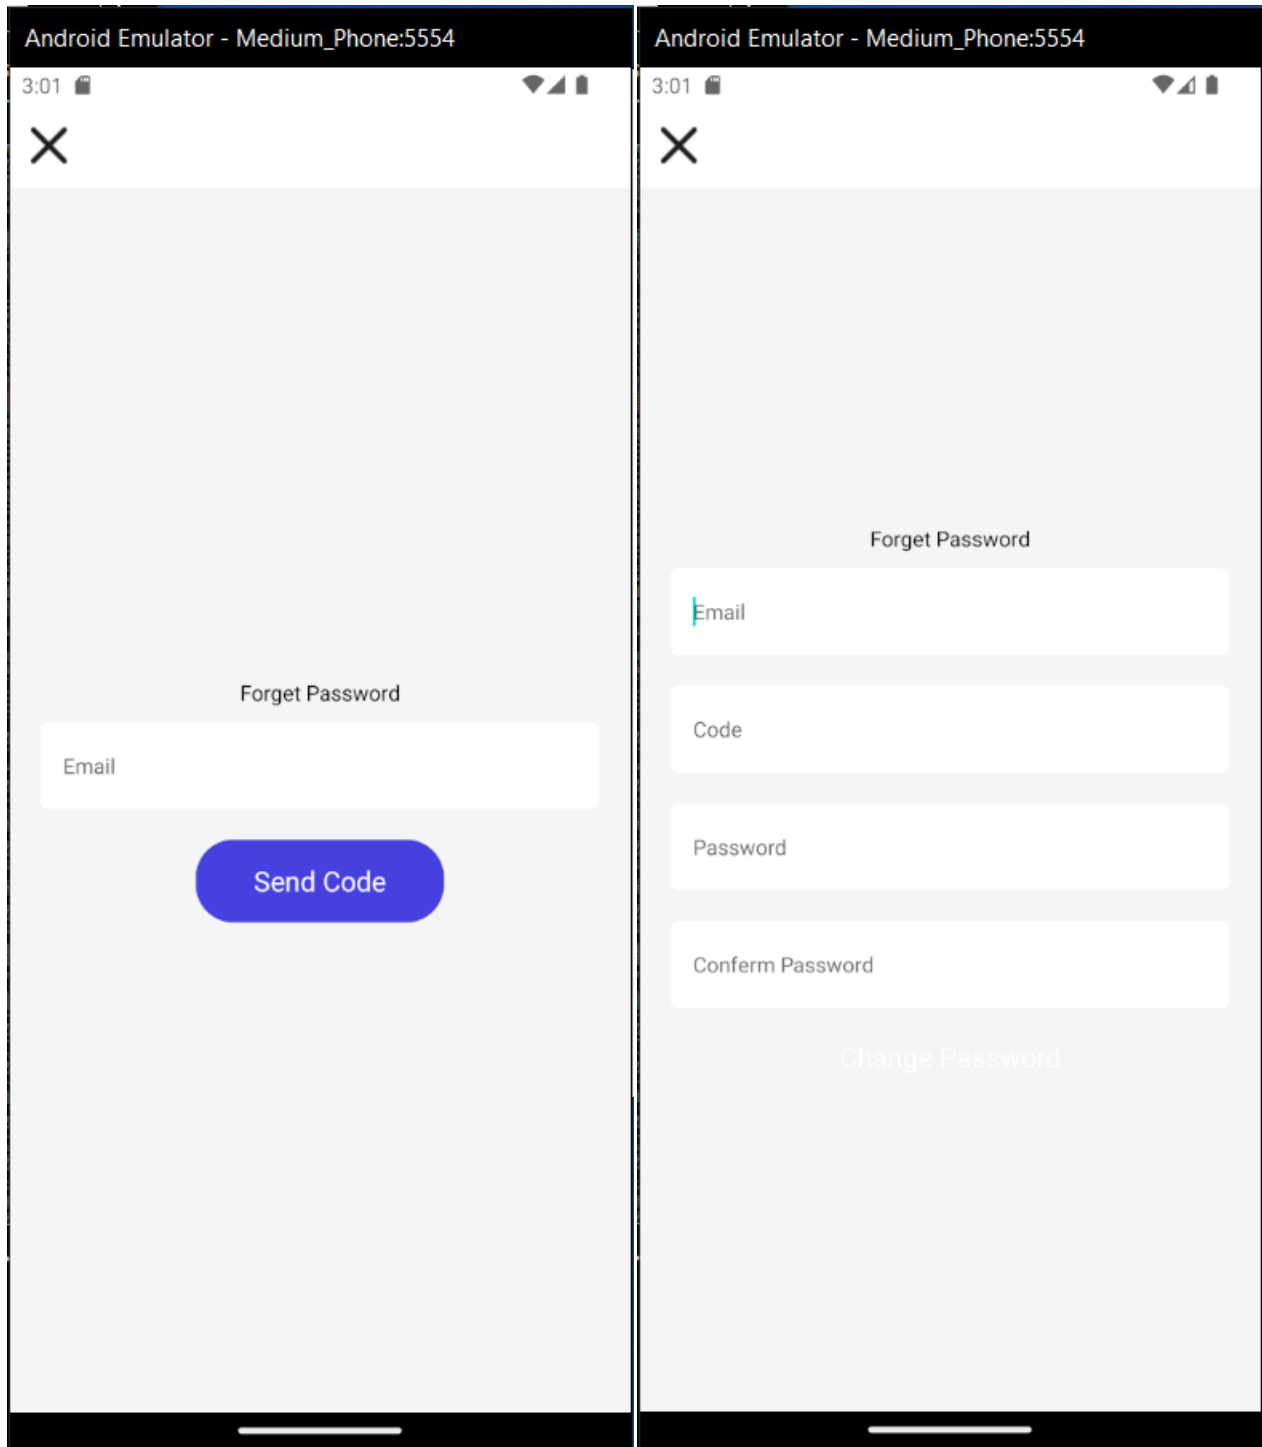 Android Emulator - Medium_Phone:5554
3:01
Forget Password
Email
Send Code
Android Emulator - Medium_Phone:5554
3:01
Forget Password
Email
Code
Password
Conferm Password
Change Password